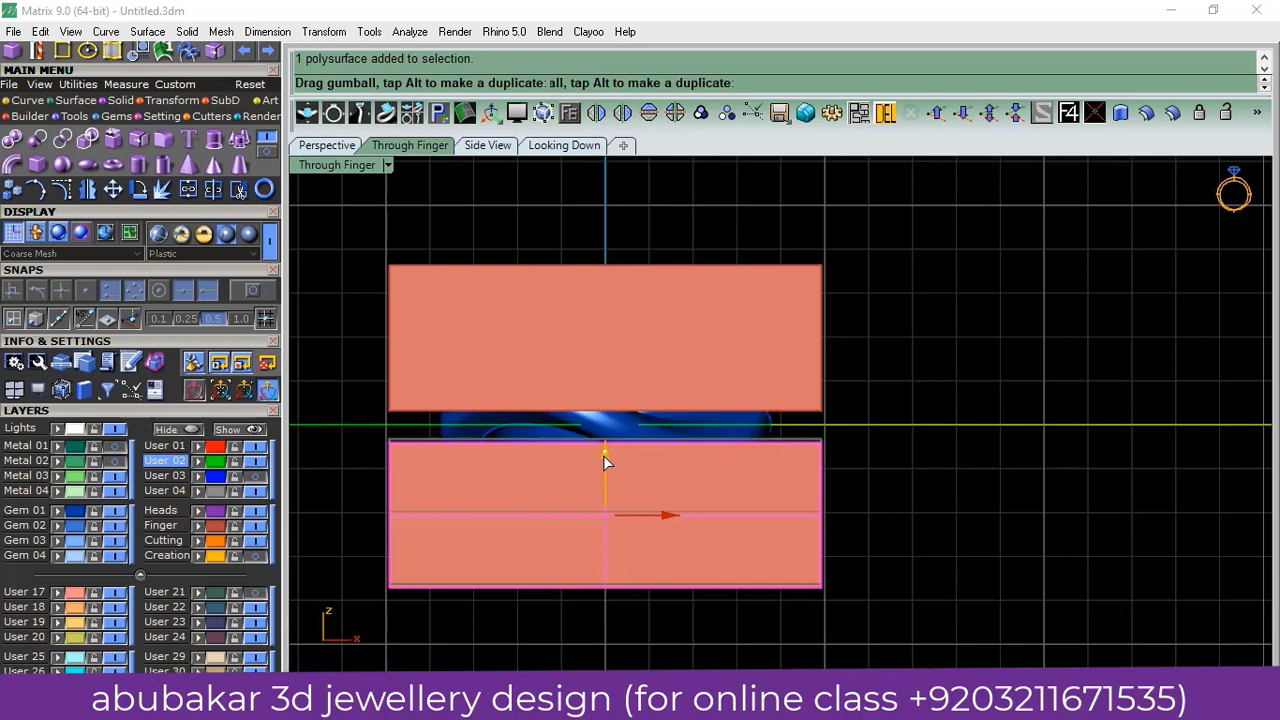 Matrix 9.0 (64-bit) - Untitled.3dm
File Edit View Curve Surface Solid Mesh Dimension Transform Tools Analyze Render Rhino 5.0 Blend Clayoo Help
1 polysurface added to selection.
Drag gumball, tap Alt to make a duplicate: all, tap Alt to make a duplicate:
MAIN MENU
File View Utilities Measure Custom Reset
Curve Surface Solid Transform SubD Art
Builder Tools Gems Setting Cutters Render
F4
Perspective Through Finger Side View Looking Down
Through Finger
DISPLAY
Coarse Mesh Plastic
SNAPS
0.1 0.25 0.5 1.0
INFO & SETTINGS
LAYERS
Lights Hide Show
Metal 01 User 01
Metal 02 User 02
Metal 03 User 03
Metal 04 User 04
Gem 01 Heads
Gem 02 Finger
Gem 03 Cutting
Gem 04 Creation
User 17 User 21
User 18 User 22
User 19 User 23
User 20 User 24
User 25 User 29
User 26 User 30
z
x
abubakar 3d jewellery design (for online class +9203211671535)